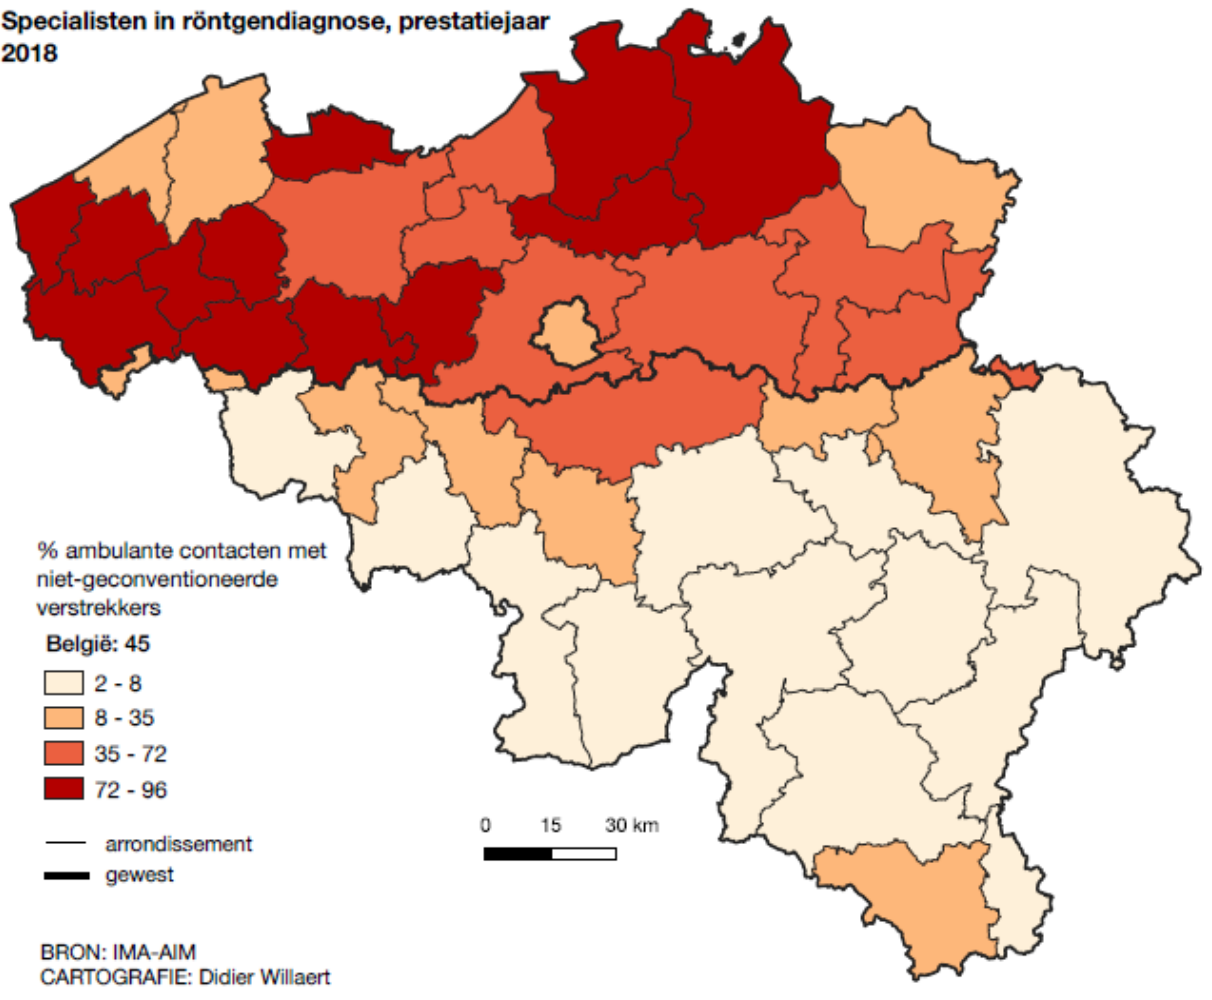 Specialisten in röntgendiagnose, prestatiejaar
2018
% ambulante contacten met
niet-geconventioneerde
verstrekkers
België: 45
2 - 8
8 - 35
35 - 72
72 - 96
arrondissement
gewest
0 15 30 km
BRON: IMA-AIM
CARTOGRAFIE: Didier Willaert